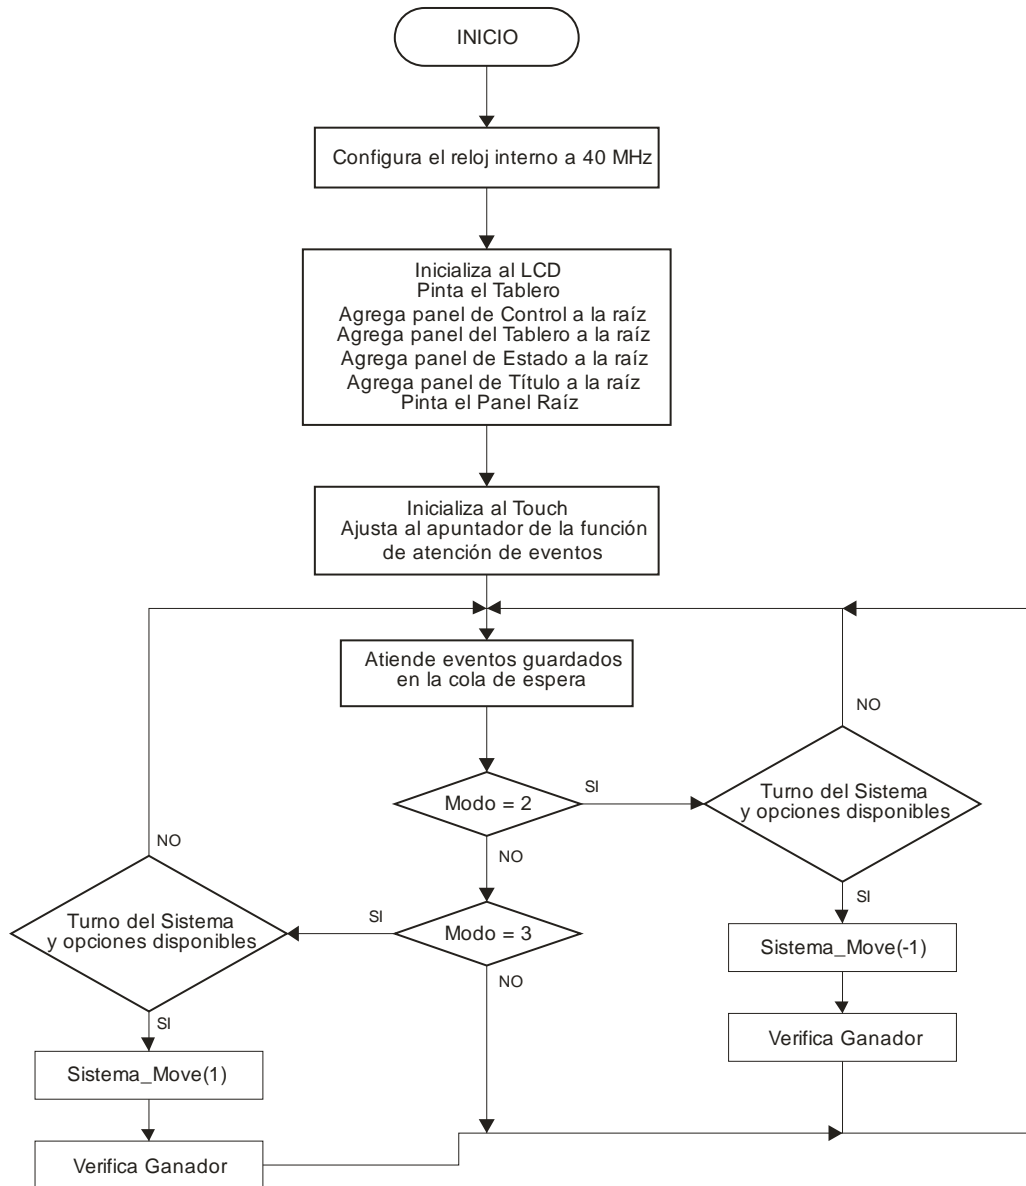 INICIO
Configura el reloj interno a 40 MHz
Inicializa al LCD
Pinta el Tablero
Agrega panel de Control a la raíz
Agrega panel del Tablero a la raíz
Agrega panel de Estado a la raíz
Agrega panel de Título a la raíz
Pinta el Panel Raíz
Inicializa al Touch
Ajusta al apuntador de la función
de atención de eventos
Atiende eventos guardados
en la cola de espera
Modo = 2
SI
NO
Turno del Sistema
y opciones disponibles
NO
SI
Sistema_Move(-1)
Verifica Ganador
Modo = 3
SI
NO
Turno del Sistema
y opciones disponibles
NO
SI
Sistema_Move(1)
Verifica Ganador